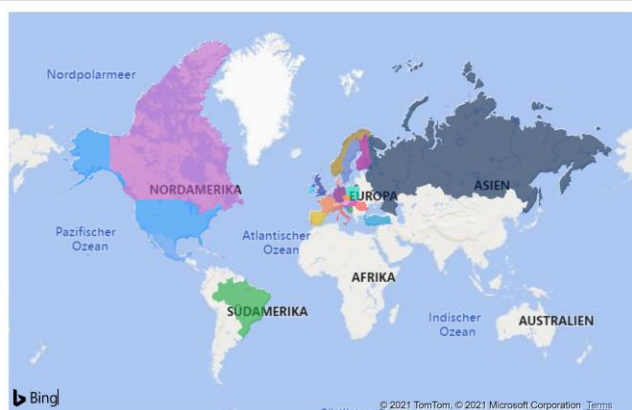 Nordpolarmeer
NORDAMERIKA
EUROPA
ASIEN
Pazifischer
Ozean
Atlantischer
Ozean
AFRIKA
SÜDAMERIKA
Indischer
Ozean
AUSTRALIEN
Bing
© 2021 TomTom, © 2021 Microsoft Corporation Terms